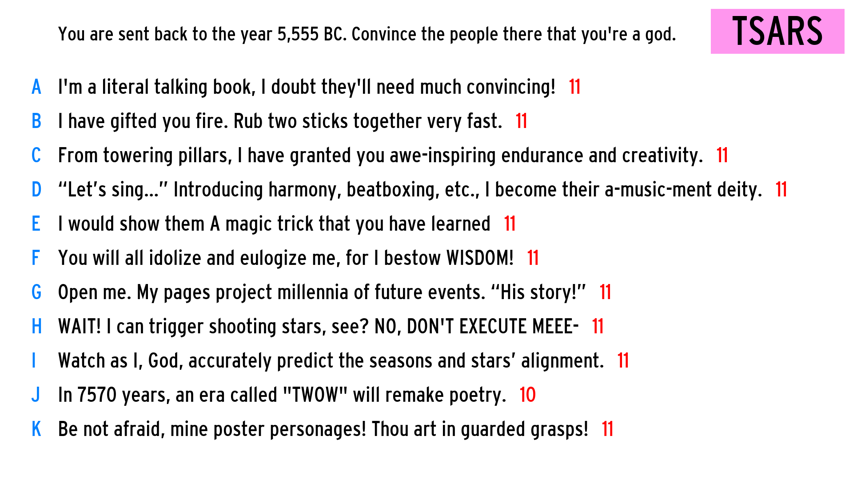 You are sent back to the year 5,555 BC. Convince the people there that you're a god.
TSARS
A I'm a literal talking book, I doubt they'll need much convincing! 11
B I have gifted you fire. Rub two sticks together very fast. 11
C From towering pillars, I have granted you awe-inspiring endurance and creativity. 11
D “Let’s sing...” Introducing harmony, beatboxing, etc., I become their a-music-ment deity. 11
E I would show them A magic trick that you have learned 11
F You will all idolize and eulogize me, for I bestow WISDOM! 11
G Open me. My pages project millennia of future events. “His story!” 11
H WAIT! I can trigger shooting stars, see? NO, DON'T EXECUTE MEEE- 11
I Watch as I, God, accurately predict the seasons and stars’ alignment. 11
J In 7570 years, an era called "TWOW" will remake poetry. 10
K Be not afraid, mine poster personages! Thou art in guarded grasps! 11